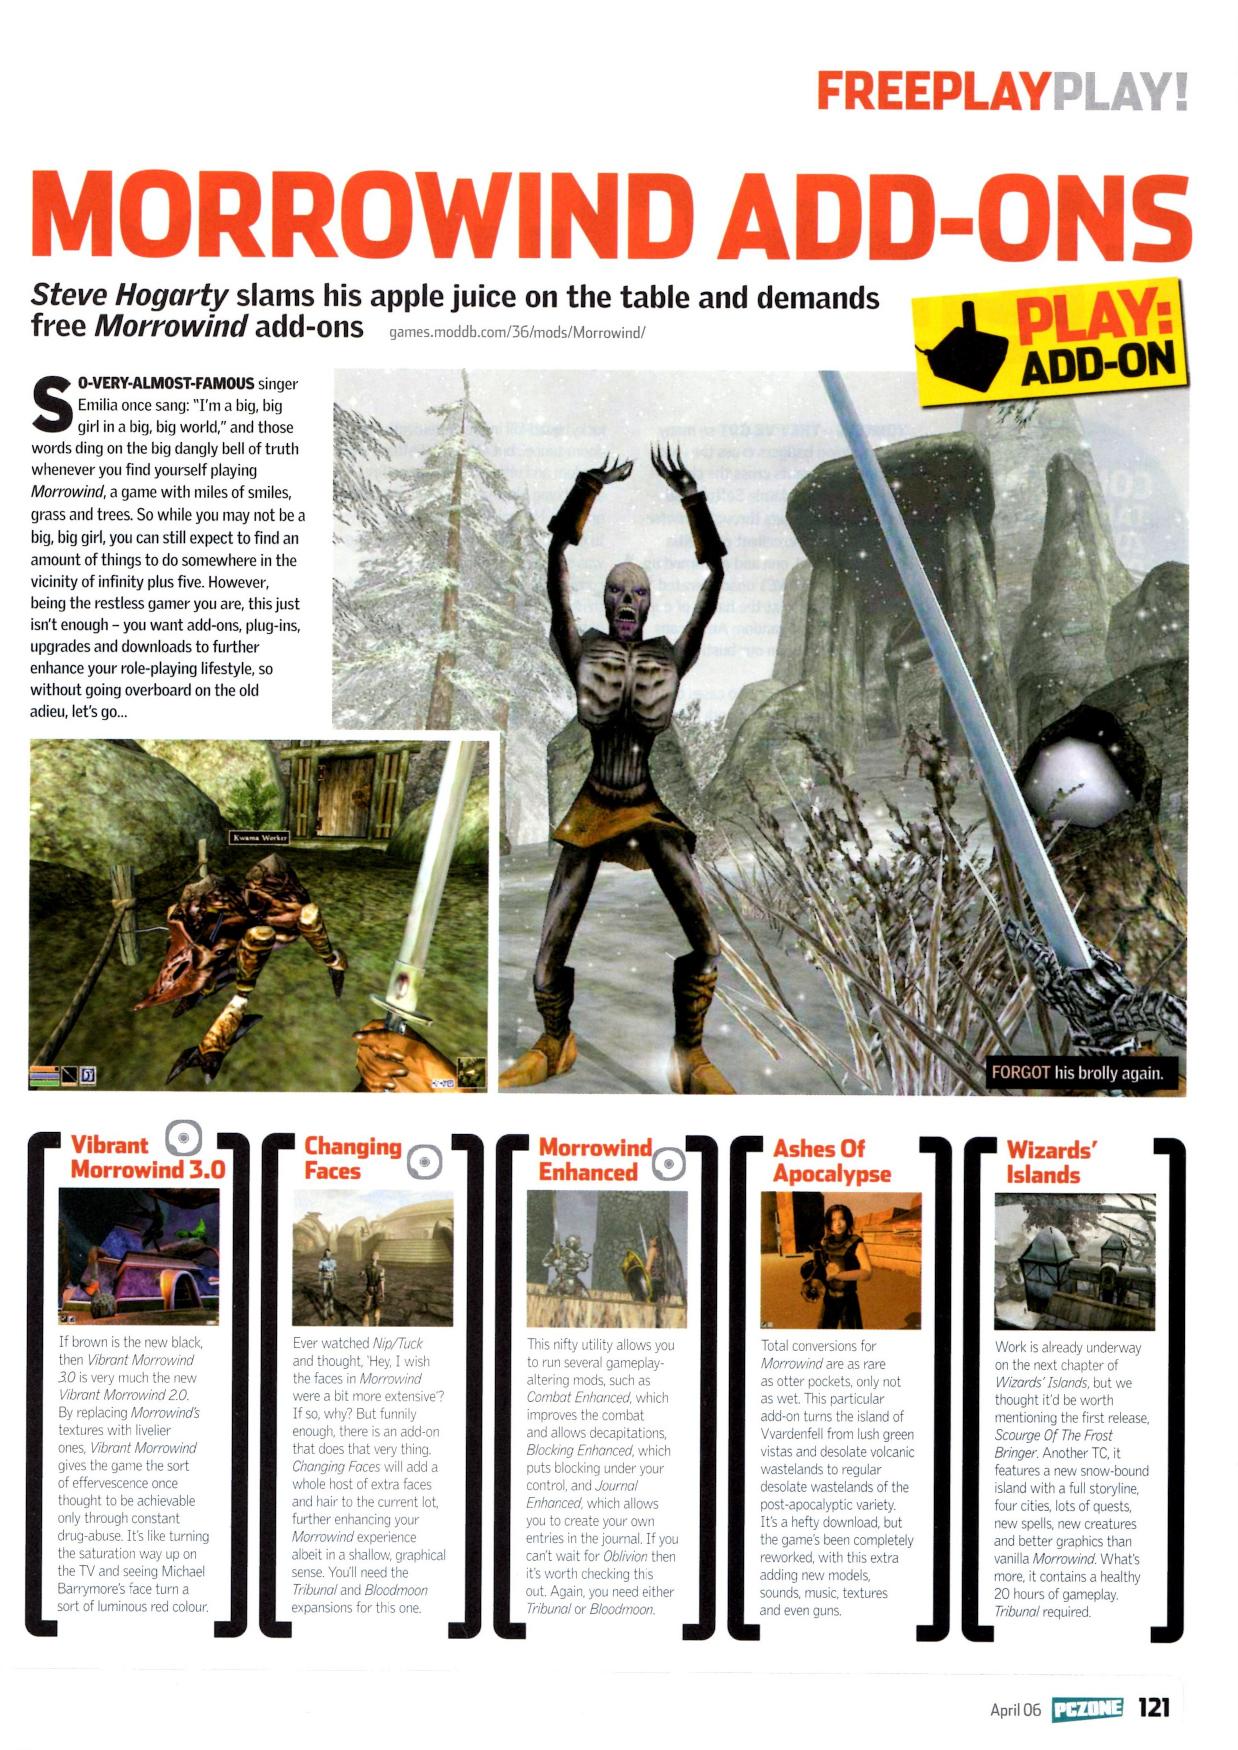 FREEPLAYPLAY!
MORROWIND ADD-ONS
Steve Hogarty slams his apple juice on the table and demands
free Morrowind add-ons games.moddb.com/36/mods/Morrowind/
PLAY:
ADD-ON
SO-VERY-ALMOST-FAMOUS singer
Emilia once sang: "I'm a big, big
girl in a big, big world," and those
words ding on the big dangly bell of truth
whenever you find yourself playing
Morrowind, a game with miles of smiles,
grass and trees. So while you may not be a
big, big girl, you can still expect to find an
amount of things to do somewhere in the
vicinity of infinity plus five. However,
being the restless gamer you are, this just
isn't enough – you want add-ons, plug-ins,
upgrades and downloads to further
enhance your role-playing lifestyle, so
without going overboard on the old
adieu, let's go...
Kwama Worker
FORGOT his brolly again.
Vibrant
Morrowind 3.0
If brown is the new black,
then Vibrant Morrowind
3.0 is very much the new
Vibrant Morrowind 2.0.
By replacing Morrowind's
textures with livelier
ones, Vibrant Morrowind
gives the game the sort
of effervescence once
thought to be achievable
only through constant
drug-abuse. It's like turning
the saturation way up on
the TV and seeing Michael
Barrymore's face turn a
sort of luminous red colour.
Changing
Faces
Ever watched Nip/Tuck
and thought, 'Hey, I wish
the faces in Morrowind
were a bit more extensive'?
If so, why? But funnily
enough, there is an add-on
that does that very thing.
Changing Faces will add a
whole host of extra faces
and hair to the current lot,
further enhancing your
Morrowind experience
albeit in a shallow, graphical
sense. You'll need the
Tribunal and Bloodmoon
expansions for this one.
Morrowind
Enhanced
This nifty utility allows you
to run several gameplay-
altering mods, such as
Combat Enhanced, which
improves the combat
and allows decapitations,
Blocking Enhanced, which
puts blocking under your
control, and Journal
Enhanced, which allows
you to create your own
entries in the journal. If you
can't wait for Oblivion then
it's worth checking this
out. Again, you need either
Tribunal or Bloodmoon.
Ashes Of
Apocalypse
Total conversions for
Morrowind are as rare
as otter pockets, only not
as wet. This particular
add-on turns the island of
Vvardenfell from lush green
vistas and desolate volcanic
wastelands to regular
desolate wastelands of the
post-apocalyptic variety.
It's a hefty download, but
the game's been completely
reworked, with this extra
adding new models,
sounds, music, textures
and even guns.
Wizards'
Islands
Work is already underway
on the next chapter of
Wizards' Islands, but we
thought it'd be worth
mentioning the first release,
Scourge Of The Frost
Bringer. Another TC, it
features a new snow-bound
island with a full storyline,
four cities, lots of quests,
new spells, new creatures
and better graphics than
vanilla Morrowind. What's
more, it contains a healthy
20 hours of gameplay.
Tribunal required.
April 06 PCZONE 121